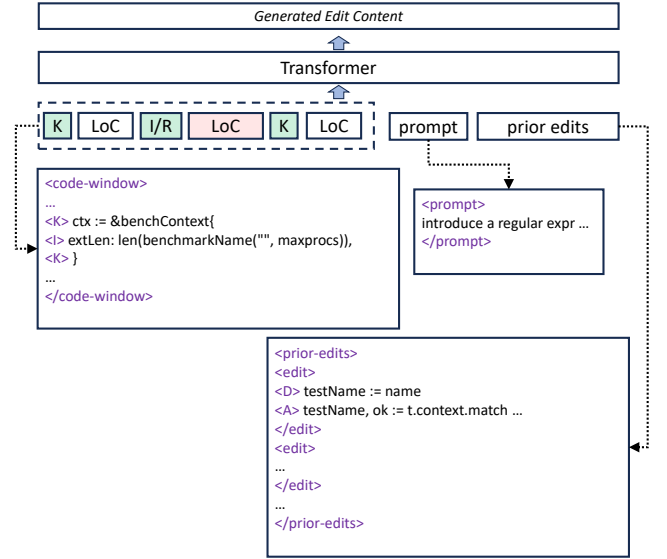 Generated Edit Content
Transformer
K LoC I/R LoC K LoC prompt prior edits
<code-window>
…
<K> ctx := &benchContext{
<I> extLen: len(benchmarkName("", maxprocs)),
<K> }
…
</code-window>
<prompt>
introduce a regular expr …
</prompt>
<prior-edits>
<edit>
<D> testName := name
<A> testName, ok := t.context.match …
</edit>
<edit>
…
</edit>
…
</prior-edits>